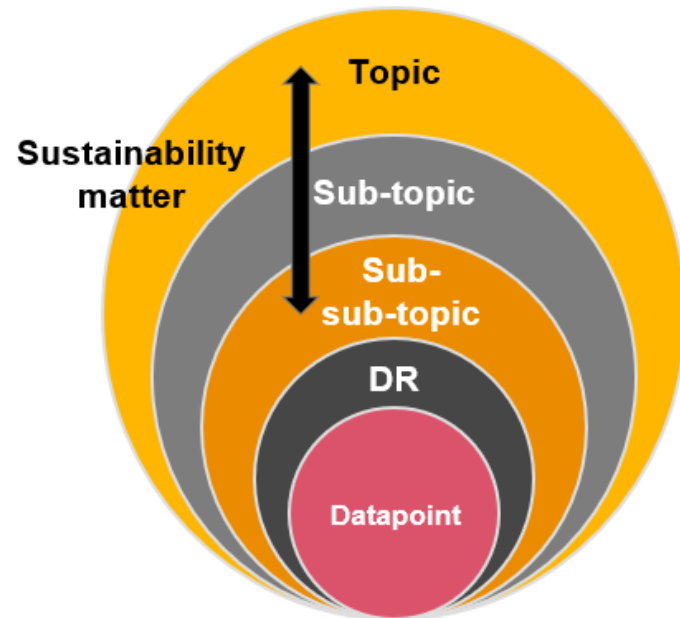 Topic
Sustainability
matter
Sub-topic
Sub-
sub-topic
DR
Datapoint